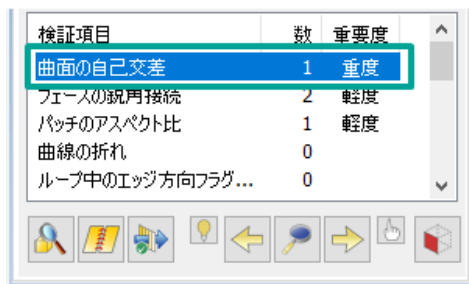 検証項目 数 重要度
曲面の自己交差 1 重度
フェースの鋭角接続 2 軽度
パッチのアスペクト比 1 軽度
曲線の折れ 0
ループ中のエッジ方向フラグ... 0